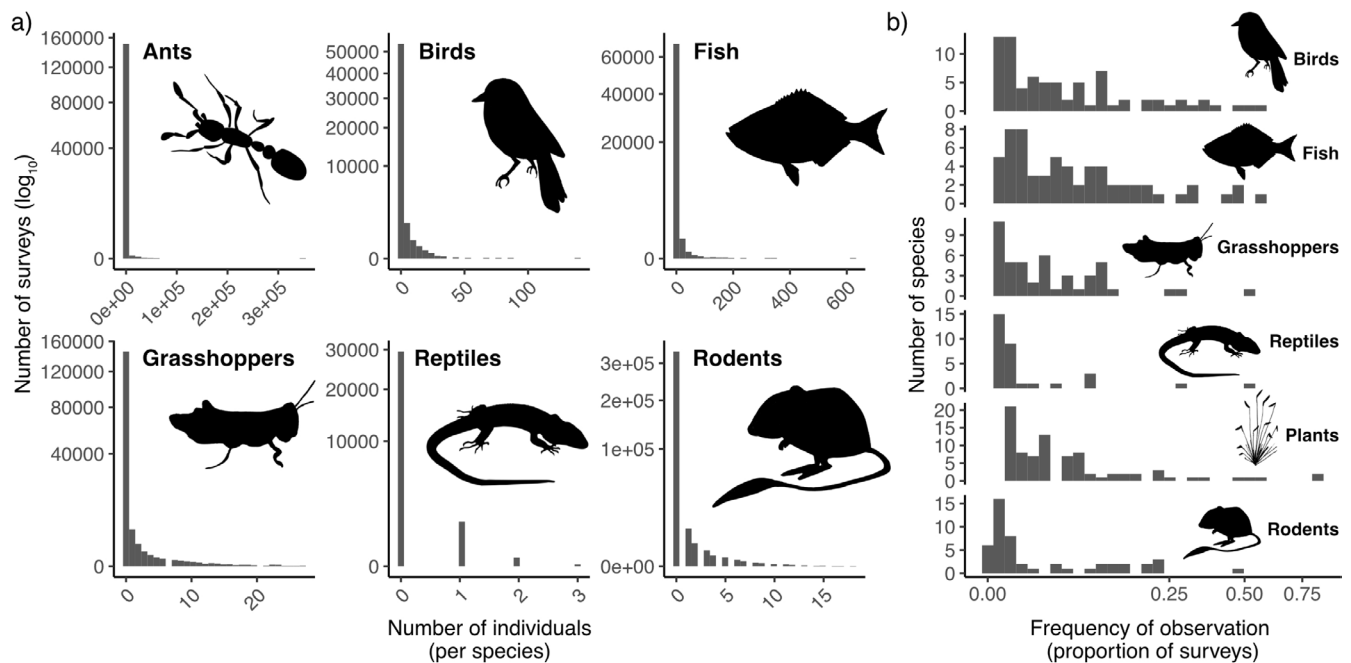 a)
Number of surveys (log10)
Ants
160000
120000
80000
40000
0
0e+00
1e+05
2e+05
3e+05
Birds
50000
40000
30000
20000
10000
0
0
50
100
Fish
60000
40000
20000
0
0
200
400
600
Grasshoppers
160000
120000
80000
40000
0
0
10
20
Reptiles
30000
20000
10000
0
0
1
2
3
Rodents
3e+05
2e+05
1e+05
0e+00
0
5
10
15
Number of individuals
(per species)
b)
Number of species
Birds
10
5
0
Fish
8
6
4
2
0
Grasshoppers
9
6
3
0
Reptiles
15
10
5
0
Plants
20
15
10
5
0
Rodents
15
10
5
0
0.00
0.25
0.50
0.75
Frequency of observation
(proportion of surveys)